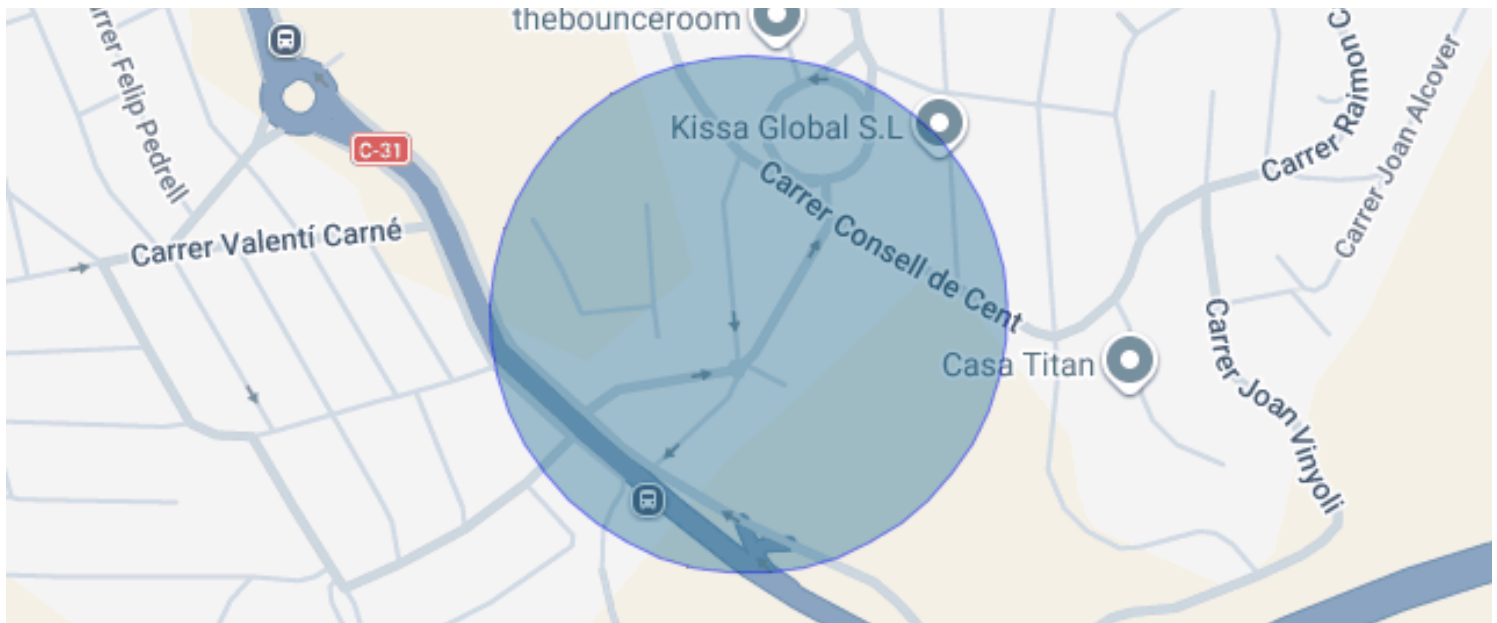 thebounceroom
Carrer Felip Pedrell
C-31
Kissa Global S.L
Carrer Valentí Carné
Carrer Consell de Cent
Carrer Raimon C
Carrer Joan Alcover
Casa Titan
Carrer Joan Vinyoli